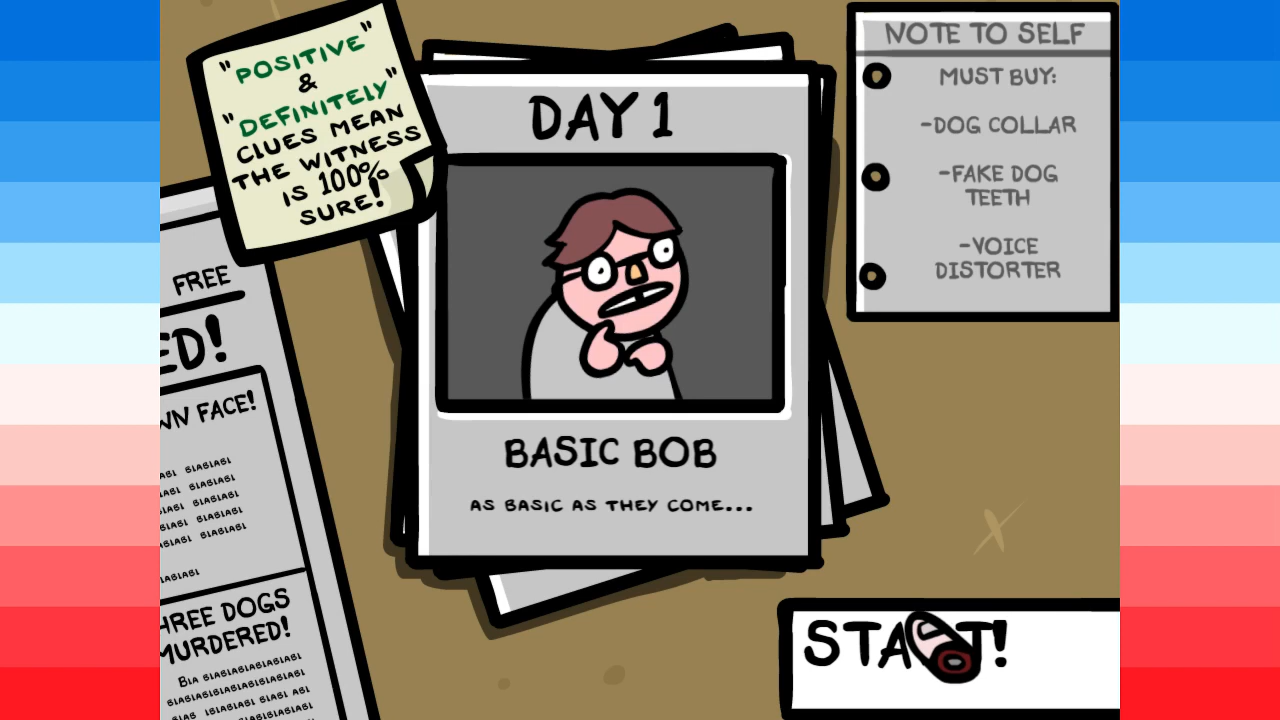 "POSITIVE"
&
"DEFINITELY"
CLUES MEAN
THE WITNESS
IS 100%
SURE!
FREE
ED!
WN FACE!
HREE DOGS
MURDERED!
BLA BLABLABLABLABLABL
DAY 1
BASIC BOB
AS BASIC AS THEY COME...
NOTE TO SELF
MUST BUY:
-DOG COLLAR
-FAKE DOG
TEETH
-VOICE
DISTORTER
START!